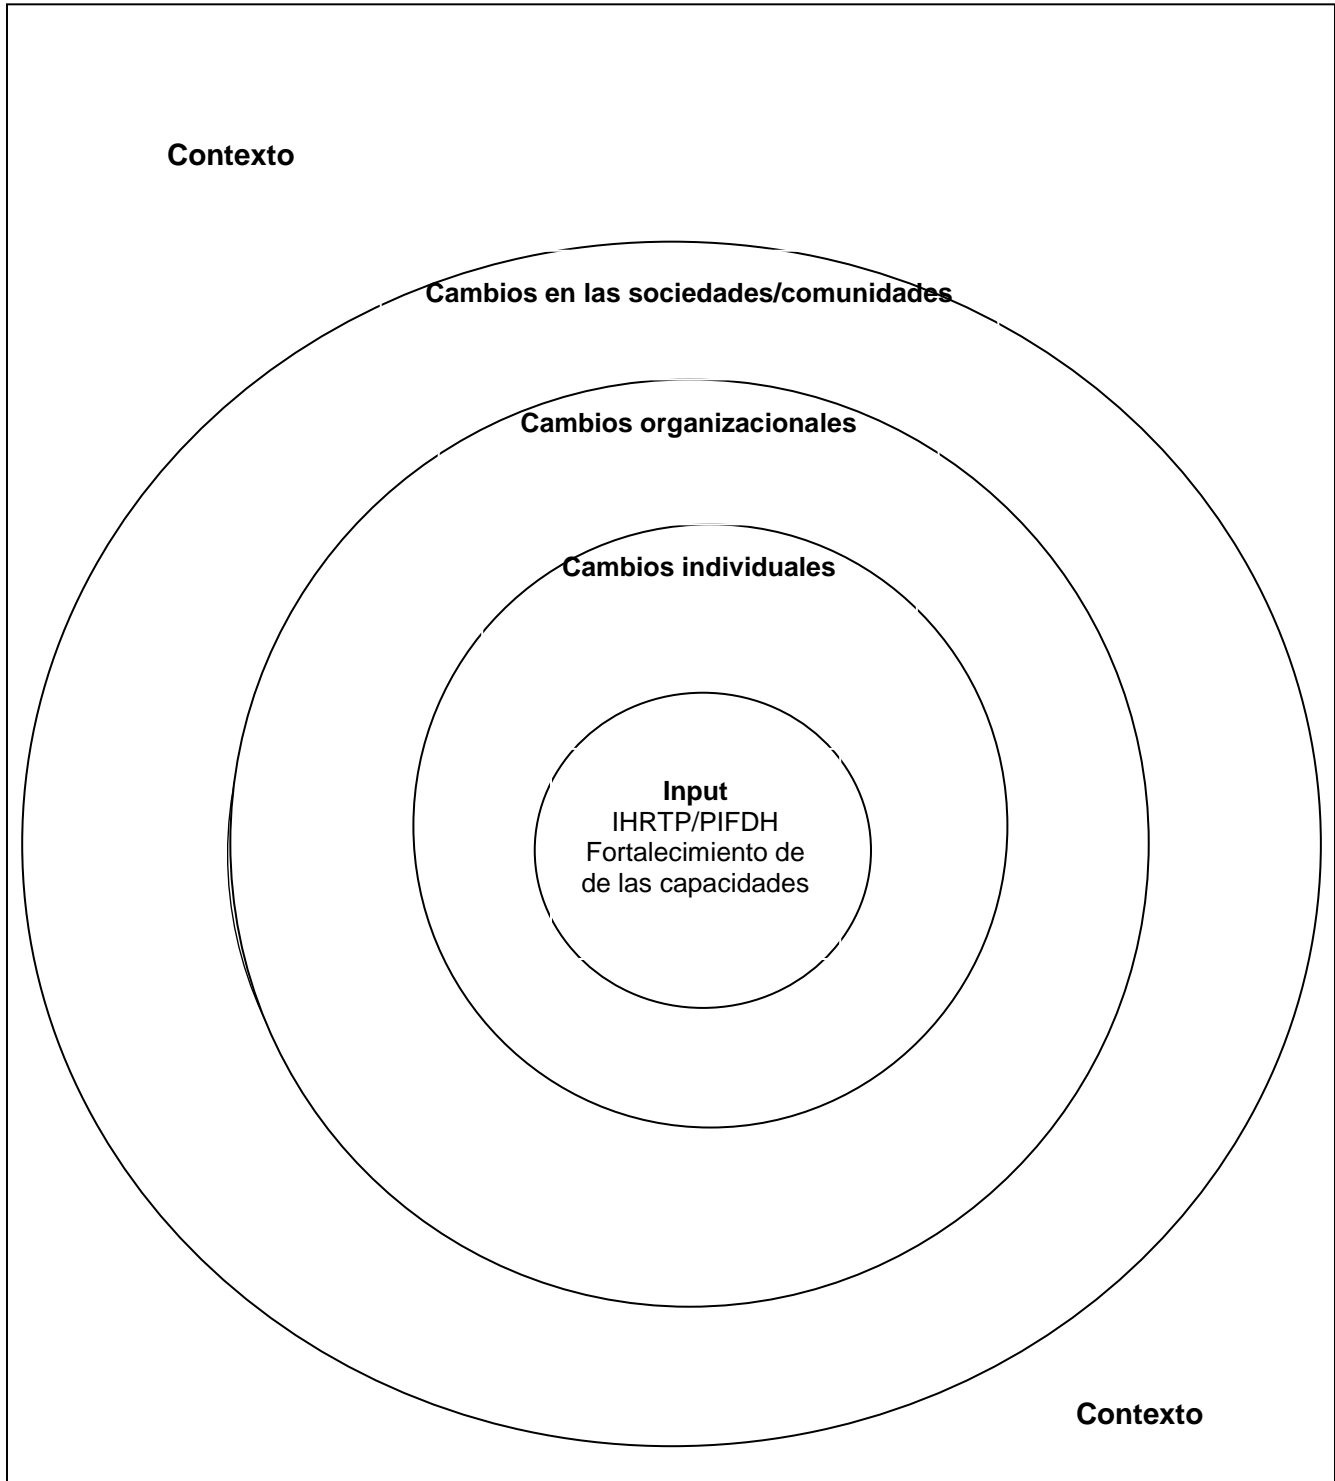 Contexto
Cambios en las sociedades/comunidades
Cambios organizacionales
Cambios individuales
Input
IHRTP/PIFDH
Fortalecimiento de
de las capacidades
Contexto